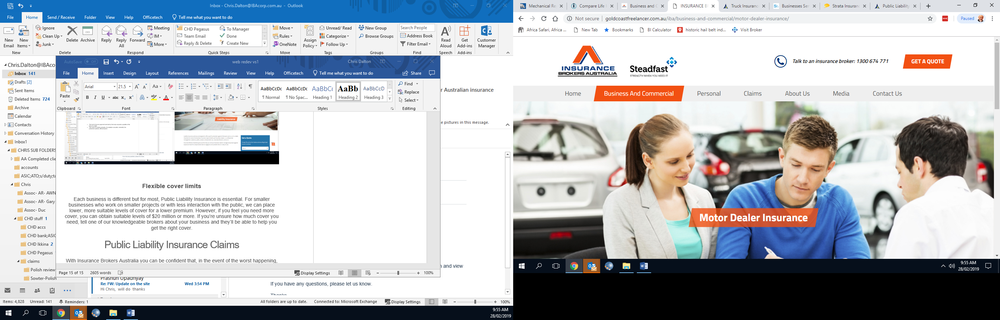 Inbox - Chris.Dalton@IBAcorp.com.au - Outlook
File Home Send / Receive Folder View Help Officetech Tell me what you want to do
New Email
New Items
Ignore
Clean Up
Junk
Delete
Archive
Reply
Reply All
Forward
Meeting
IM
More
CHD Pegasus
Team Email
Reply & Delete
To Manager
Done
Create New
Move
Rules
OneNote
Assign Policy
Unread/ Read
Categorize
Follow Up
New Group
Browse Groups
Search People
Address Book
Filter Email
Read Aloud
Get Add-ins
Customer Manager
New Delete Respond Quick Steps Move Tags Groups Find Speech Add-ins
Chris.Dalton@IBAco
Inbox 141
Drafts [2]
Sent Items
Deleted Items 724
Archive
Calendar
Contacts
Conversation History
Inbox1
CHRIS SUB FOLDERS
AA Completed clie
accounts
ASIC;ATO;s/duty;ta
Chris
Assoc- AR- AWN
Assoc- AR- Gary
Assoc- Duc
CHD stuff 1
CHD accs
CHD bank;ASIC
CHD Ikkina 2
CHD Pegasus
claims
Polish review
Sowter-Polish
AutoSave Off
web redev vs1
Chris Dalton
File Home Insert Design Layout References Mailings Review View Help Officetech Tell me what you want to do Share
Paste
Arial 21.5
AaBbCcDc AaBbCcDc AaBbCc AaBb AaBbCcD
¶ Normal ¶ No Spac... Heading 1 Heading 2 Heading 3
Find
Replace
Select
Clipboard Font Paragraph Styles Editing
Liability Insurance
Get a Quote
Flexible cover limits
Each business is different but for most, Public Liability Insurance is essential. For smaller
businesses who work on smaller projects or with less interaction with the public, we can place
lower, more suitable levels of cover for a lower premium. However, if you feel you need more
cover, you can obtain suitable levels of $20 million or more. If you're unsure how much cover you
need, tell one of our knowledgeable brokers about your business and they'll be able to help you
get the right cover.
Public Liability Insurance Claims
With Insurance Brokers Australia you can be confident that, in the event of the worst happening,
Page 15 of 15 2605 words
Display Settings
100%
r Australian insurance
e pictures in this message.
n and view
Prashun Upadhyay
Re: FW: Update on the site Wed 3:54 PM
Hi Chris, will do thanks
If you have any questions, please let us know.
Thanks
Items: 4,828 Unread: 141 Reminders: 1
All folders are up to date. Connected to: Microsoft Exchange Display Settings 100%
9:55 AM
28/02/2019
Mechanical Re
Compare Life
Business and C
INSURANCE B
Truck Insuranc
Businesses Ser
Strata Insuranc
Public Liability
Not secure goldcoastfreelancer.com.au/iba/business-and-commercial/motor-dealer-insurance/
Paused
Africa Safari, Africa ... New Tab Bookmarks BI Calculator historic hail belt ind... Visit Broker
INSURANCE
BROKERS AUSTRALIA
Steadfast
STRENGTH WHEN YOU NEED IT
Talk to an insurance broker: 1300 674 771
GET A QUOTE
Home Business And Commercial Personal Claims About Us Media Contact Us
Motor Dealer Insurance
9:55 AM
28/02/2019